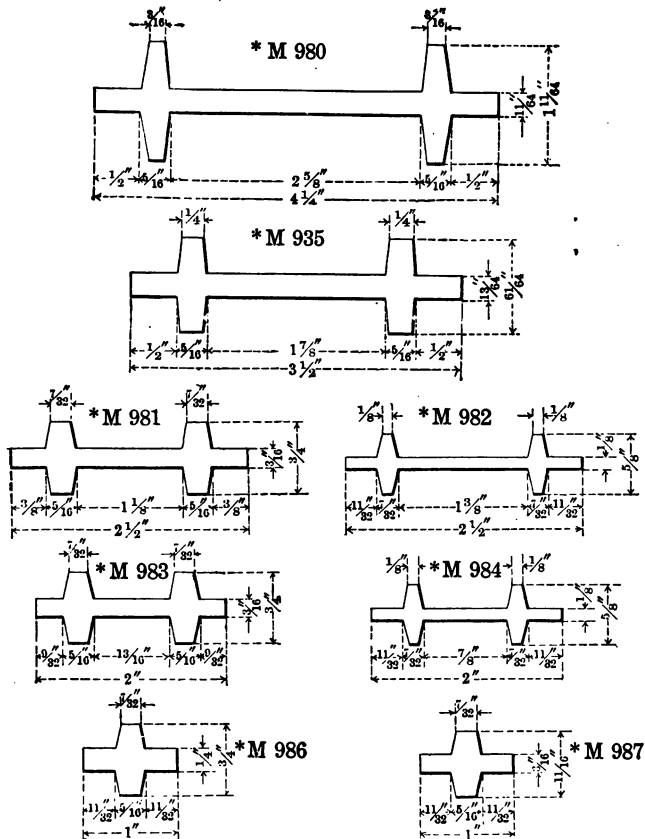 3/16" 3/16"
* M 980
11/64" 1 11/64"
1/2" 5/16" 2 5/8" 5/16" 1/2"
4 1/4"
1/4" 1/4"
* M 935
13/64" 61/64"
1/2" 5/16" 1 7/8" 5/16" 1/2"
3 1/2"
7/32" 7/32"
* M 981
3/16" 3/4"
3/8" 5/16" 1 1/8" 5/16" 3/8"
2 1/2"
1/8" 1/8"
* M 982
1/8" 5/8"
11/32" 7/32" 1 3/8" 7/32" 11/32"
2 1/2"
7/32" 7/32"
* M 983
3/16" 3/4"
9/32" 5/16" 13/16" 5/16" 9/32"
2"
1/8" 1/8"
* M 984
1/8" 5/8"
11/32" 7/32" 7/8" 7/32" 11/32"
2"
7/32"
* M 986
1/4" 3/4"
11/32" 5/16" 11/32"
1"
7/32"
* M 987
3/16" 11/16"
11/32" 5/16" 11/32"
1"